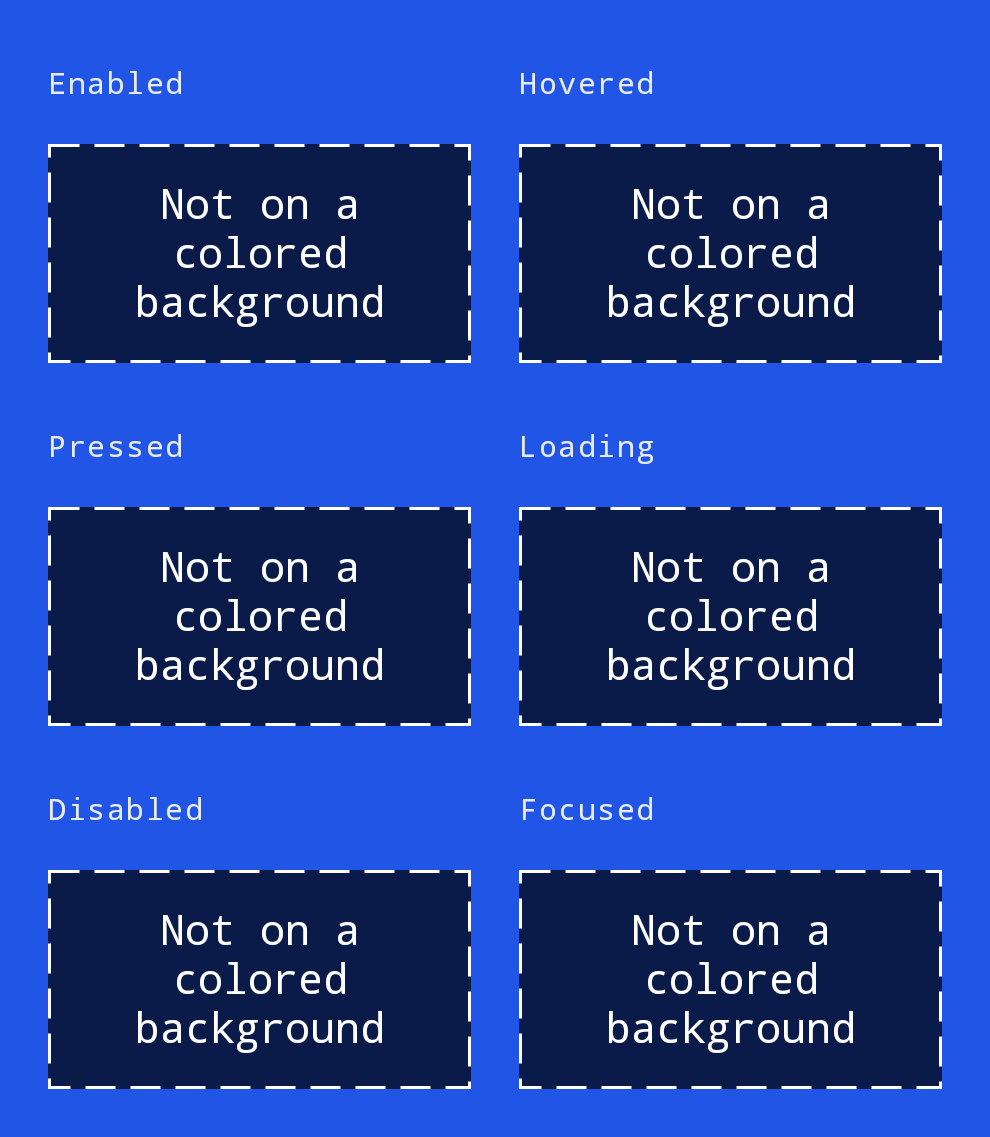 Enabled
Hovered
Not on a
colored
background
Not on a
colored
background
Pressed
Loading
Not on a
colored
background
Not on a
colored
background
Disabled
Focused
Not on a
colored
background
Not on a
colored
background